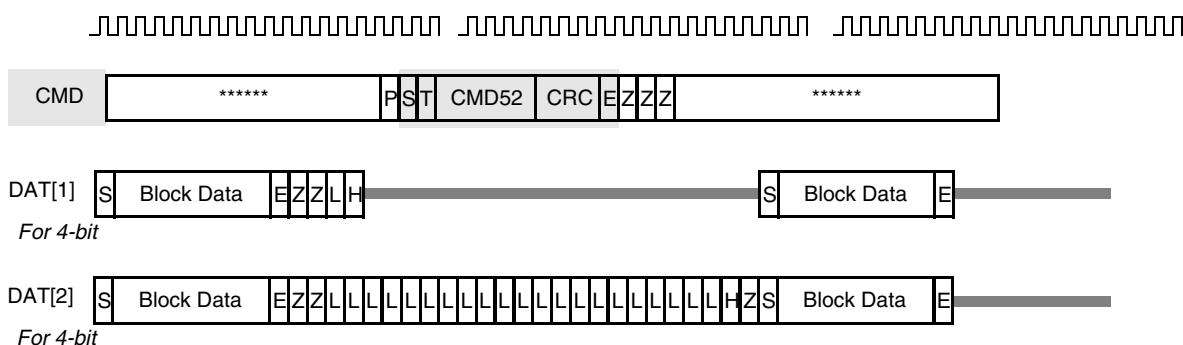 CMD ****** P S T CMD52 CRC E Z Z Z ******
DAT[1] S Block Data E Z Z L H S Block Data E
For 4-bit
DAT[2] S Block Data E Z Z L L L L L L L L L L L L L L L L L L L L L L H Z S Block Data E
For 4-bit